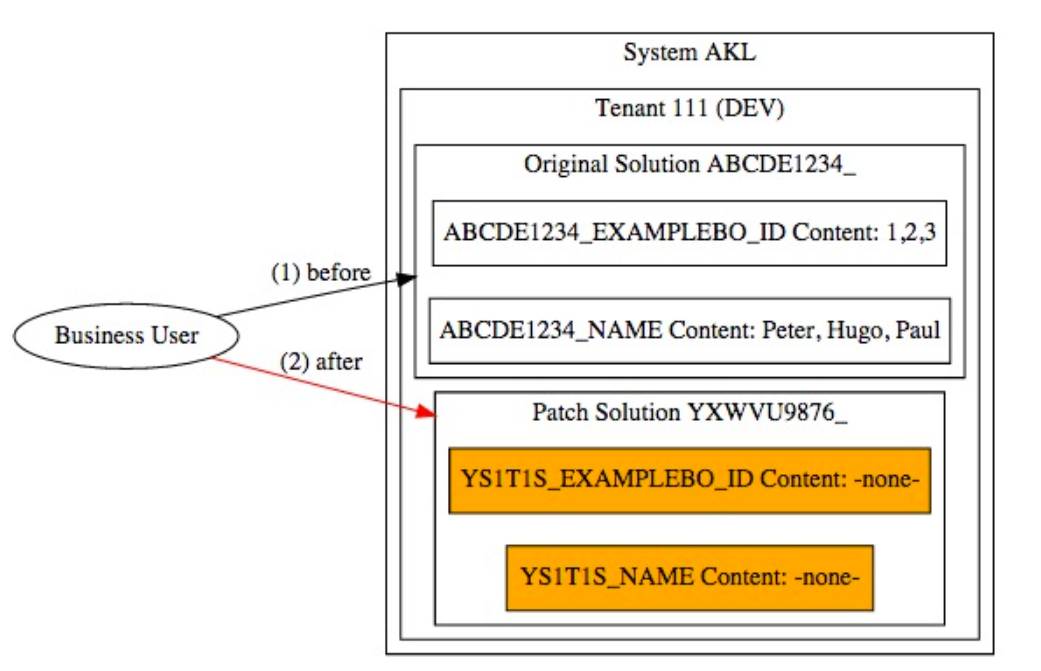 System AKL
Tenant 111 (DEV)
Original Solution ABCDE1234_
ABCDE1234_EXAMPLEBO_ID Content: 1,2,3
(1) before
ABCDE1234_NAME Content: Peter, Hugo, Paul
Business User
(2) after
Patch Solution YXWVU9876_
YS1T1S_EXAMPLEBO_ID Content: -none-
YS1T1S_NAME Content: -none-